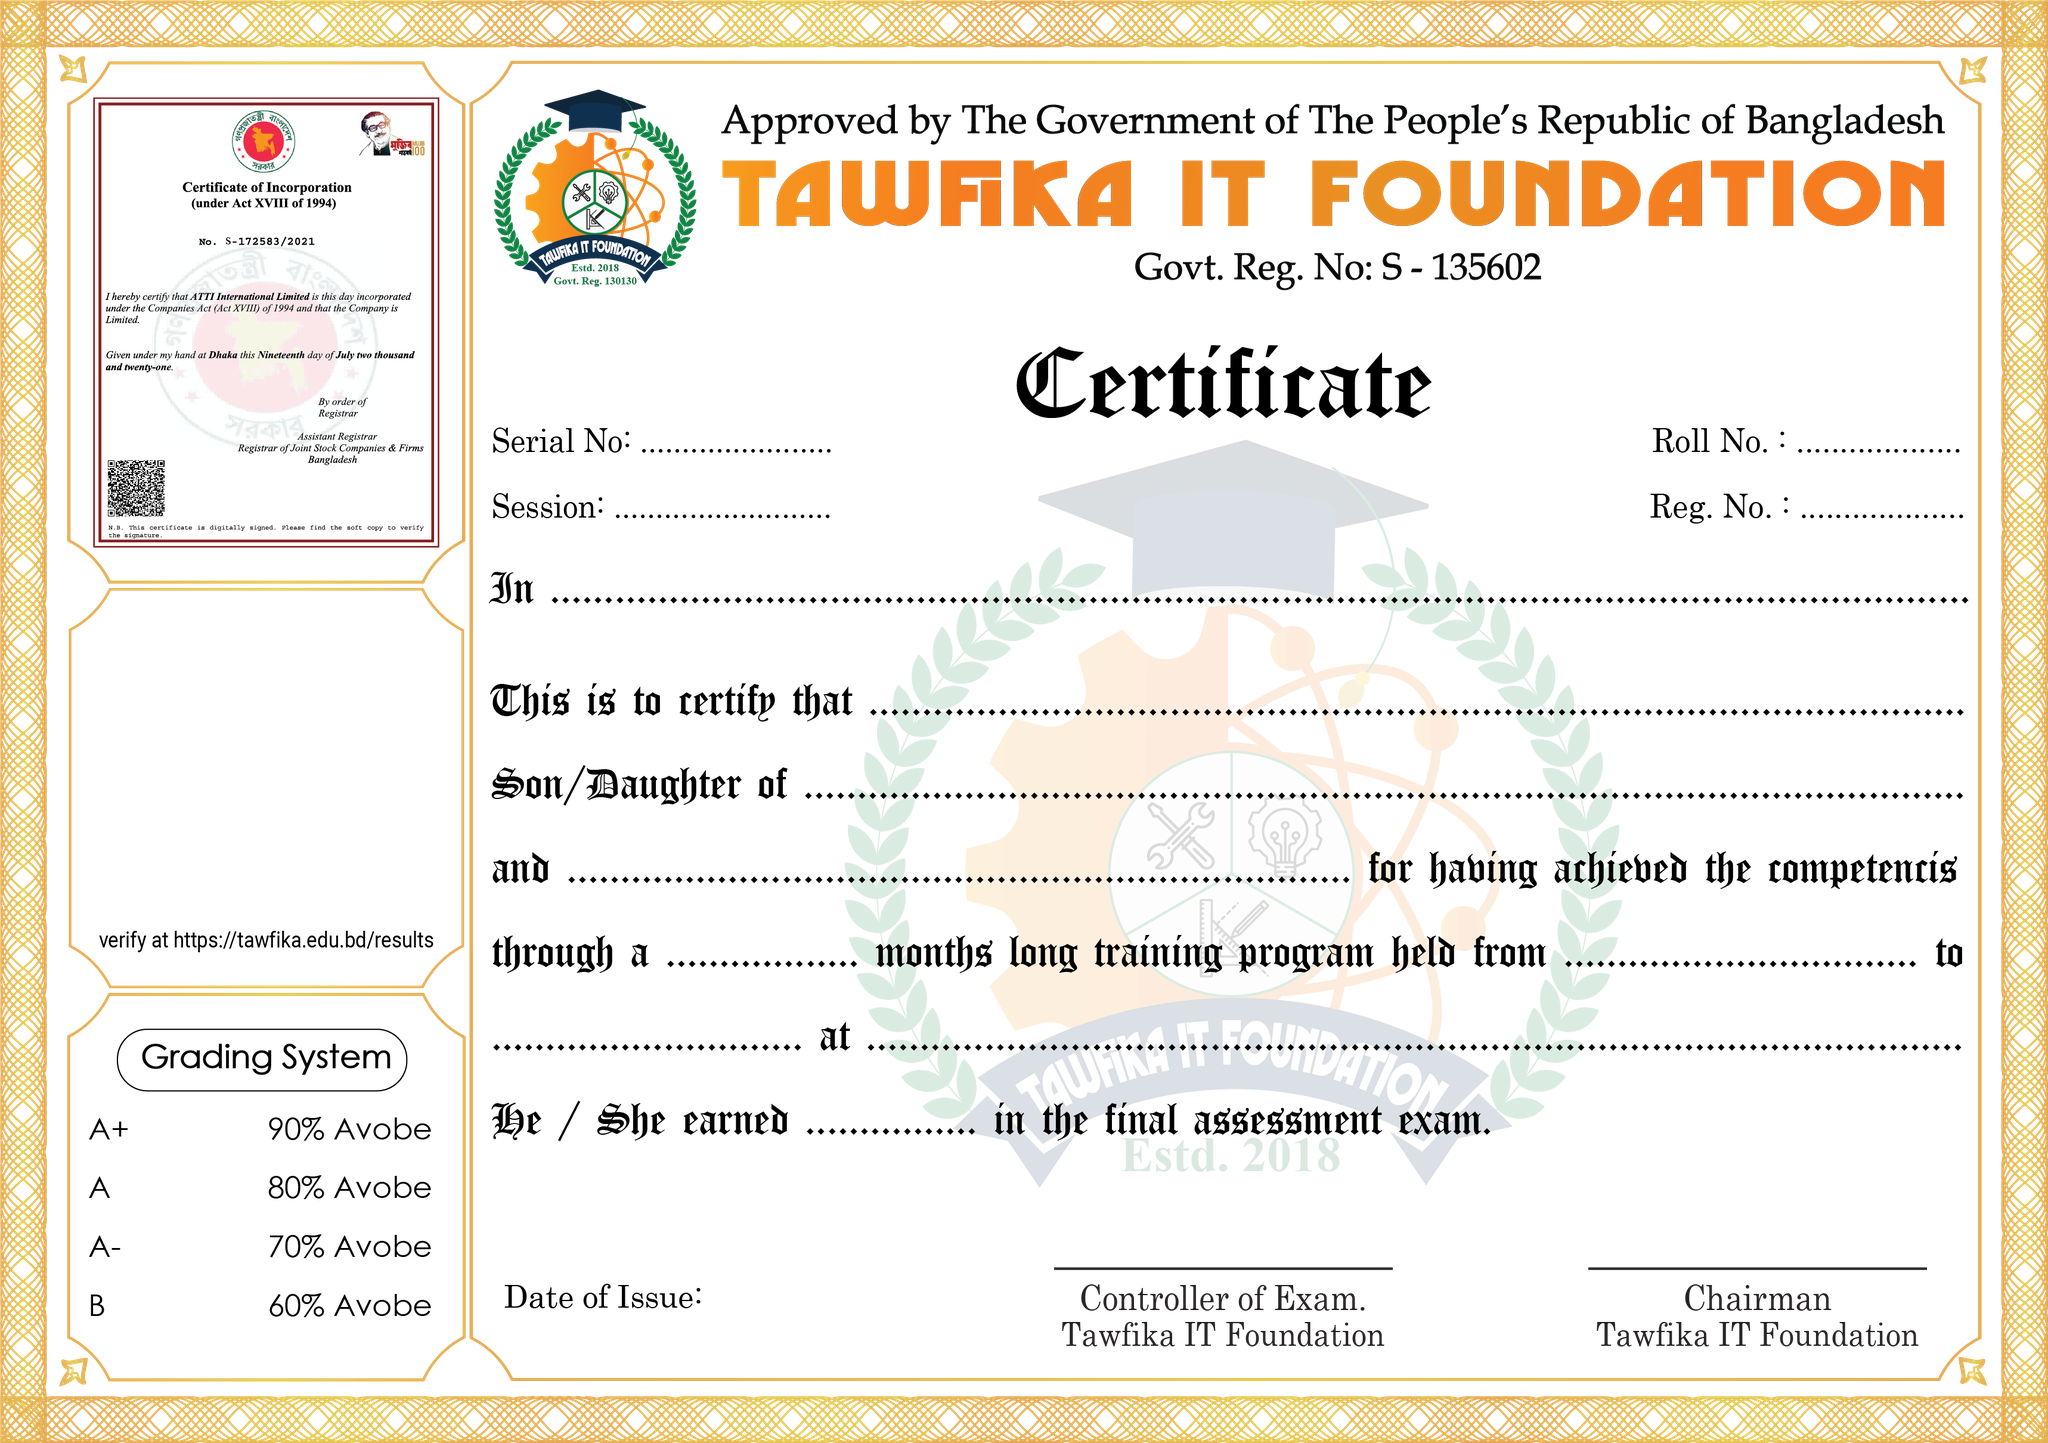 গণপ্রজাতন্ত্রী বাংলাদেশ
সরকার
মুজিব
100
Certificate of Incorporation
(under Act XVIII of 1994)
No. S-172583/2021
গণপ্রজাতন্ত্রী বাংলাদেশ
সরকার
I hereby certify that ATTI International Limited is this day incorporated
under the Companies Act (Act XVIII) of 1994 and that the Company is
Limited.
Given under my hand at Dhaka this Nineteenth day of July two thousand
and twenty-one.
By order of
Registrar
Assistant Registrar
Registrar of Joint Stock Companies & Firms
Bangladesh
N.B. This certificate is digitally signed. Please find the soft copy to verify
the signature.
verify at https://tawfika.edu.bd/results
Grading System
A+ 90% Avobe
A 80% Avobe
A- 70% Avobe
B 60% Avobe
TAWFIKA IT FOUNDATION
Estd. 2018
Govt. Reg. 130130
Approved by The Government of The People's Republic of Bangladesh
TAWFIKA IT FOUNDATION
Govt. Reg. No: S - 135602
Certificate
Serial No: ...................... Roll No. : ...................
Session: ......................... Reg. No. : ...................
In ....................................................................................................
This is to certify that ....................................................................................................
Son/Daughter of ....................................................................................................
and .................................................................... for having achieved the competencis
through a .................. months long training program held from ................................. to
............................. at ....................................................................................................
He / She earned ................ in the final assessment exam.
TAWFIKA IT FOUNDATION
Estd. 2018
Date of Issue:
Controller of Exam.
Tawfika IT Foundation
Chairman
Tawfika IT Foundation